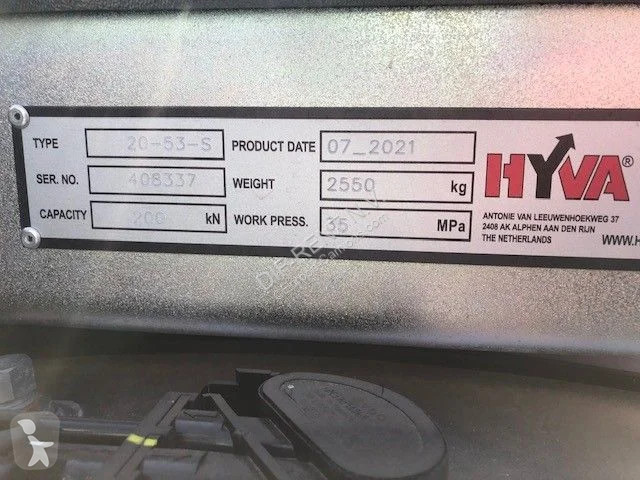 TYPE 20-53-S PRODUCT DATE 07_2021
SER. NO. 408337 WEIGHT 2550 kg
CAPACITY 200 kN WORK PRESS. 35 MPa
HYVA®
ANTONIE VAN LEEUWENHOEKWEG 37
2408 AK ALPHEN AAN DEN RIJN
THE NETHERLANDS WWW.H